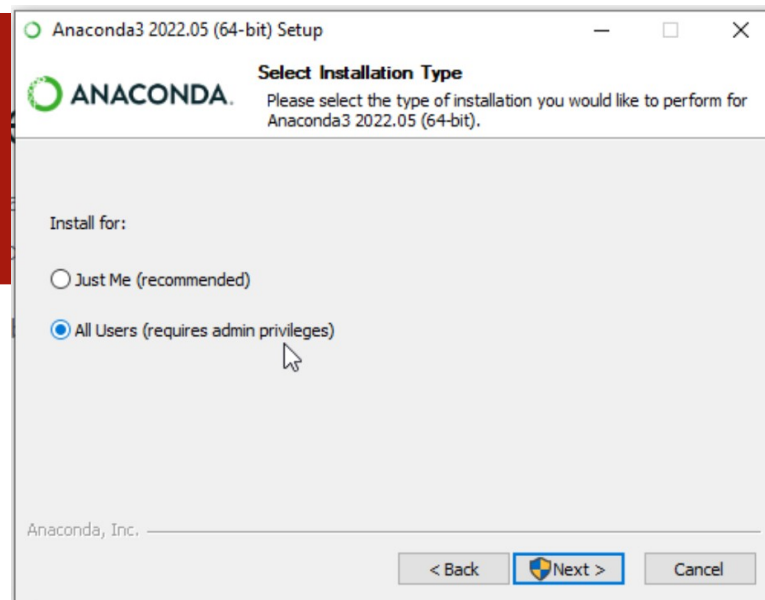 Anaconda3 2022.05 (64-bit) Setup
ANACONDA.
Select Installation Type
Please select the type of installation you would like to perform for
Anaconda3 2022.05 (64-bit).
Install for:
Just Me (recommended)
All Users (requires admin privileges)
Anaconda, Inc.
< Back
Next >
Cancel